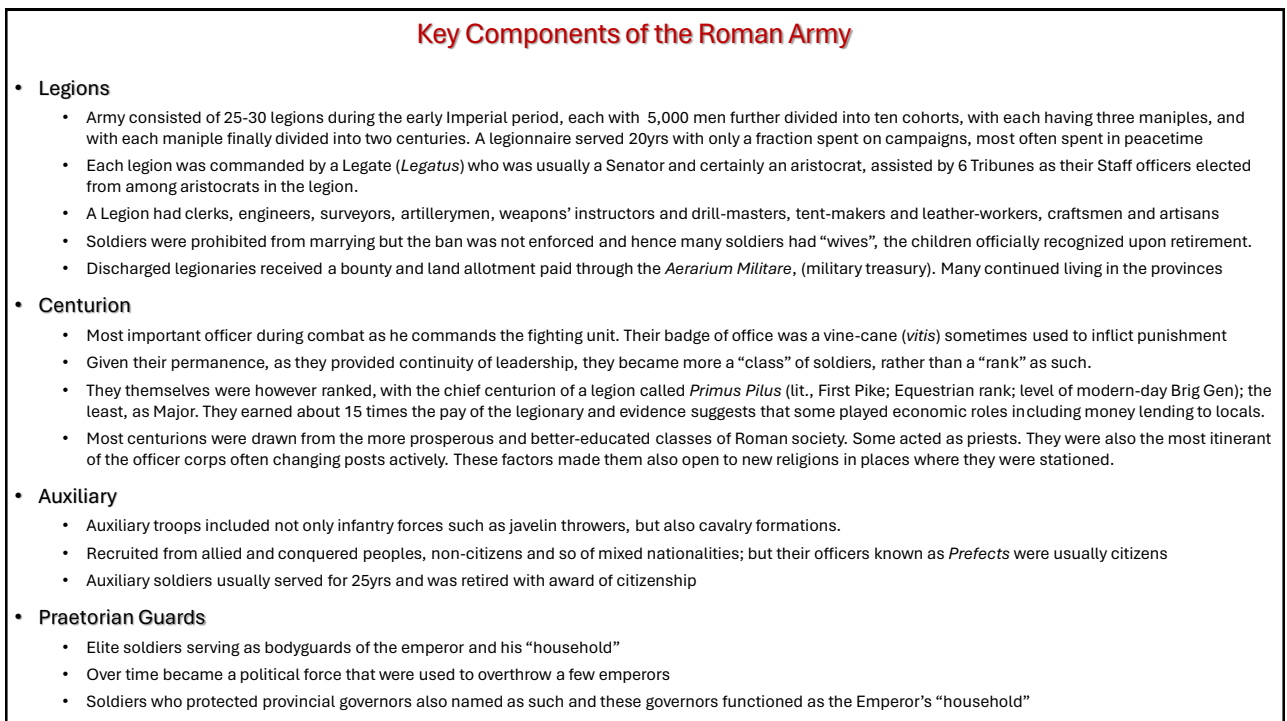 Key Components of the Roman Army
• Legions
• Army consisted of 25-30 legions during the early Imperial period, each with 5,000 men further divided into ten cohorts, with each having three maniples, and
with each maniple finally divided into two centuries. A legionnaire served 20yrs with only a fraction spent on campaigns, most often spent in peacetime
• Each legion was commanded by a Legate (Legatus) who was usually a Senator and certainly an aristocrat, assisted by 6 Tribunes as their Staff officers elected
from among aristocrats in the legion.
• A Legion had clerks, engineers, surveyors, artillerymen, weapons’ instructors and drill-masters, tent-makers and leather-workers, craftsmen and artisans
• Soldiers were prohibited from marrying but the ban was not enforced and hence many soldiers had “wives”, the children officially recognized upon retirement.
• Discharged legionaries received a bounty and land allotment paid through the Aerarium Militare, (military treasury). Many continued living in the provinces
• Centurion
• Most important officer during combat as he commands the fighting unit. Their badge of office was a vine-cane (vitis) sometimes used to inflict punishment
• Given their permanence, as they provided continuity of leadership, they became more a “class” of soldiers, rather than a “rank” as such.
• They themselves were however ranked, with the chief centurion of a legion called Primus Pilus (lit., First Pike; Equestrian rank; level of modern-day Brig Gen); the
least, as Major. They earned about 15 times the pay of the legionary and evidence suggests that some played economic roles including money lending to locals.
• Most centurions were drawn from the more prosperous and better-educated classes of Roman society. Some acted as priests. They were also the most itinerant
of the officer corps often changing posts actively. These factors made them also open to new religions in places where they were stationed.
• Auxiliary
• Auxiliary troops included not only infantry forces such as javelin throwers, but also cavalry formations.
• Recruited from allied and conquered peoples, non-citizens and so of mixed nationalities; but their officers known as Prefects were usually citizens
• Auxiliary soldiers usually served for 25yrs and was retired with award of citizenship
• Praetorian Guards
• Elite soldiers serving as bodyguards of the emperor and his “household”
• Over time became a political force that were used to overthrow a few emperors
• Soldiers who protected provincial governors also named as such and these governors functioned as the Emperor’s “household”